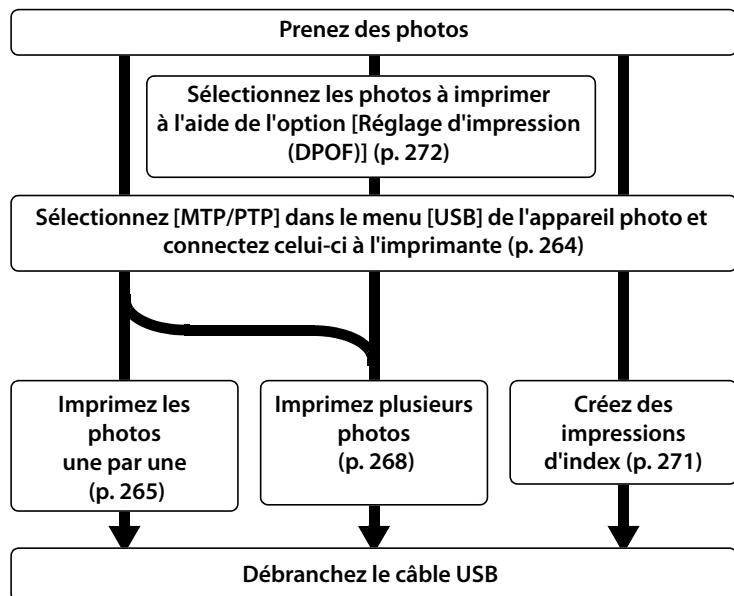 Prenez des photos
Sélectionnez les photos à imprimer
à l'aide de l'option [Réglage d'impression
(DPOF)] (p. 272)
Sélectionnez [MTP/PTP] dans le menu [USB] de l'appareil photo et
connectez celui-ci à l'imprimante (p. 264)
Imprimez les
photos
une par une
(p. 265)
Imprimez plusieurs
photos
(p. 268)
Créez des
impressions
d'index (p. 271)
Débranchez le câble USB